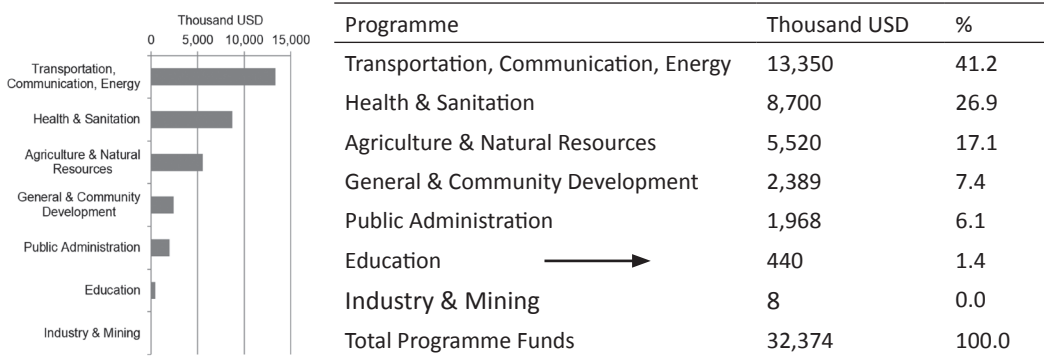 Thousand USD
0 5,000 10,000 15,000
Transportation,
Communication, Energy
Health & Sanitation
Agriculture & Natural
Resources
General & Community
Development
Public Administration
Education
Industry & Mining
Programme Thousand USD %
Transportation, Communication, Energy 13,350 41.2
Health & Sanitation 8,700 26.9
Agriculture & Natural Resources 5,520 17.1
General & Community Development 2,389 7.4
Public Administration 1,968 6.1
Education 440 1.4
Industry & Mining 8 0.0
Total Programme Funds 32,374 100.0